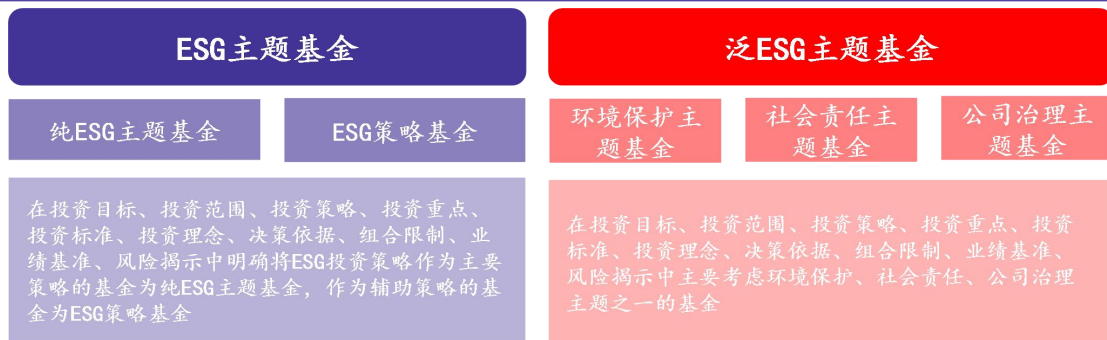 ESG主题基金
纯ESG主题基金
ESG策略基金
在投资目标、投资范围、投资策略、投资重点、
投资标准、投资理念、决策依据、组合限制、业
绩基准、风险揭示中明确将ESG投资策略作为主要
策略的基金为纯ESG主题基金，作为辅助策略的基
金为ESG策略基金
泛ESG主题基金
环境保护主
题基金
社会责任主
题基金
公司治理主
题基金
在投资目标、投资范围、投资策略、投资重点、投资
标准、投资理念、决策依据、组合限制、业绩基准、
风险揭示中主要考虑环境保护、社会责任、公司治理
主题之一的基金